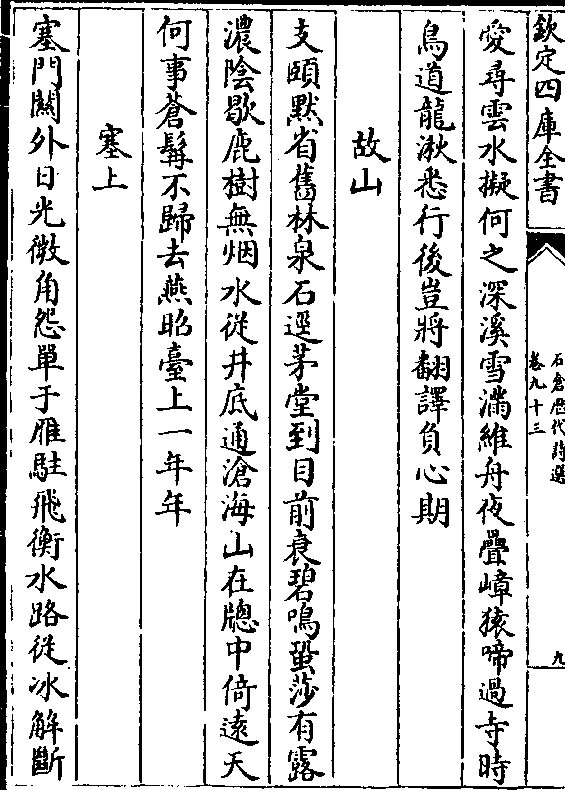 欽定四庫全書
石倉歴代詩選
卷九十三
九
愛尋雲水擬何之深溪雪滿維舟夜疊嶂猿啼過寺時
鳥道龍湫悉行後豈將翻譯負心期
故山
支頤默省舊林泉石逕茅堂到目前衰碧鳴蛩莎有露
濃陰歇鹿樹無烟水從井底通滄海山在牕中倚遠天
何事蒼髯不歸去燕昭臺上一年年
塞上
塞門關外日光微角怨單于雁駐飛衡水路從冰解斷